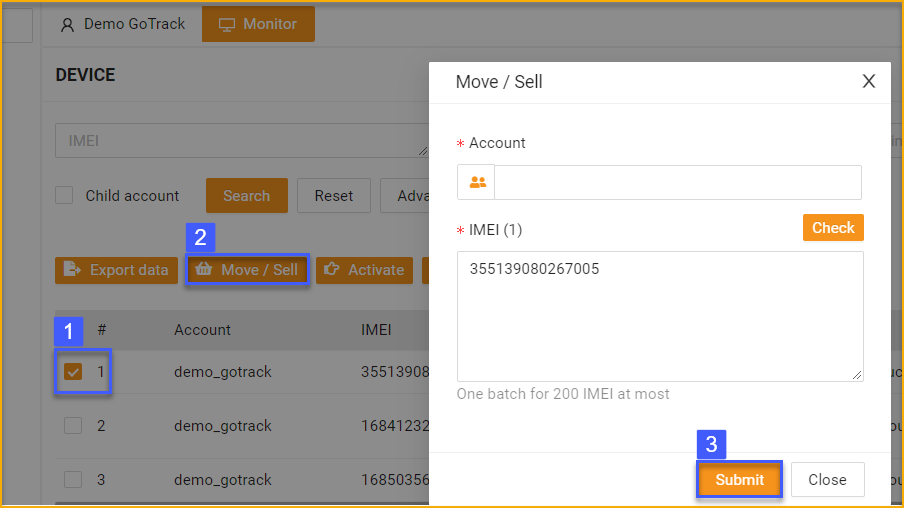 Demo GoTrack
Monitor
DEVICE
IMEI
Child account
Search
Reset
2
Export data
Move / Sell
Activate
1
#
Account
IMEI
1
demo_gotrack
35513908
2
demo_gotrack
16841232
3
demo_gotrack
16850356
Move / Sell
X
* Account
* IMEI (1)
Check
355139080267005
One batch for 200 IMEI at most
3
Submit
Close